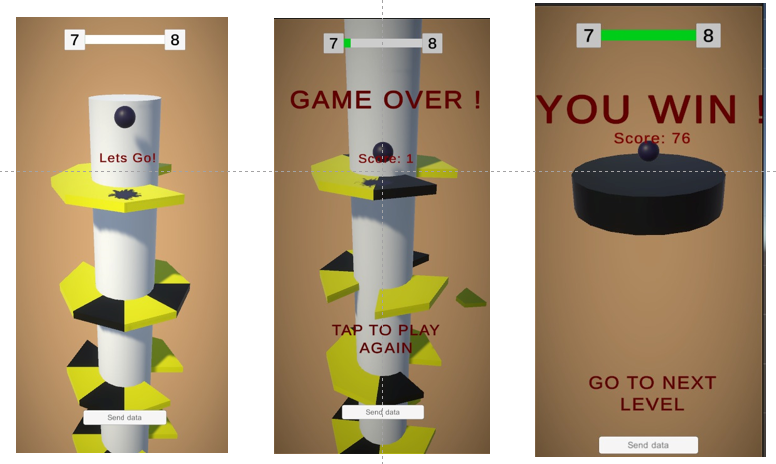 7 8
Lets Go!
Send data
7 8
GAME OVER !
Score: 1
TAP TO PLAY
AGAIN
Send data
7 8
YOU WIN !
Score: 76
GO TO NEXT
LEVEL
Send data